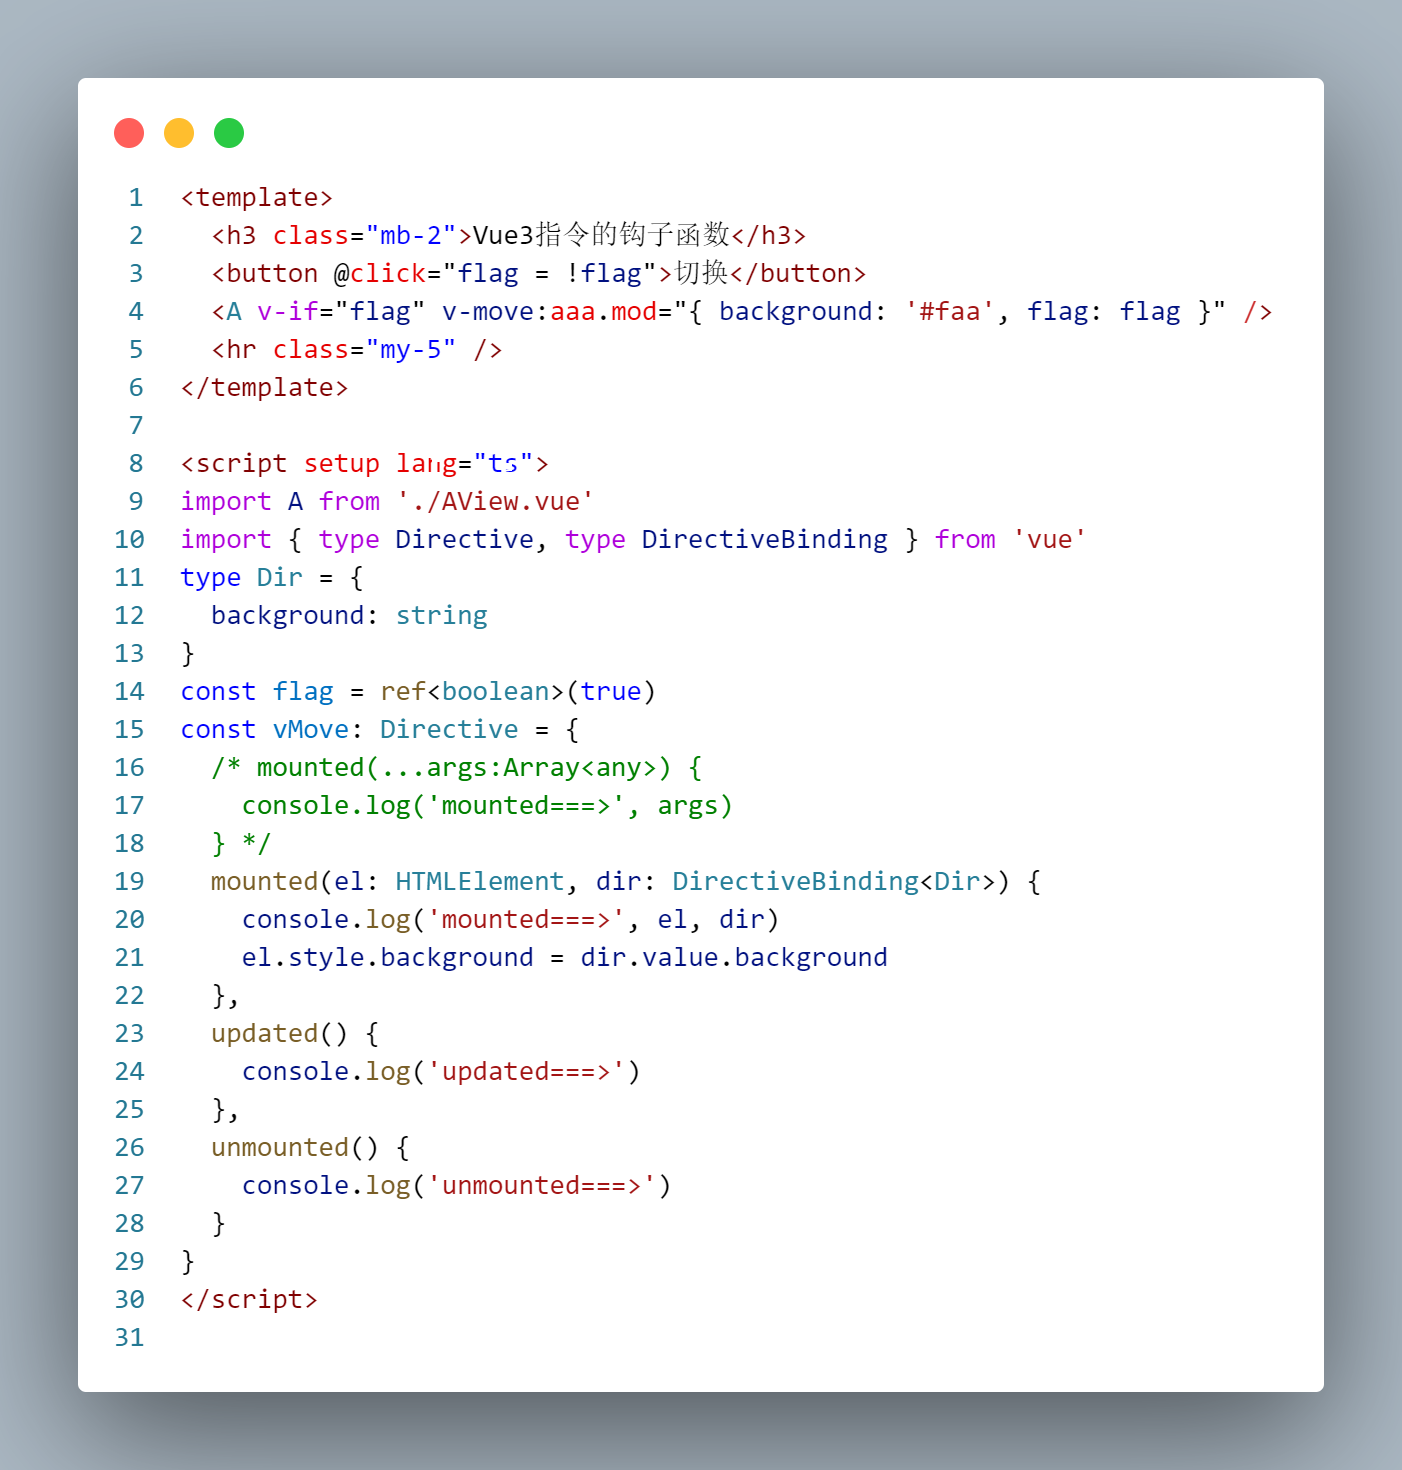 1 <template>
2   <h3 class="mb-2">Vue3指令的钩子函数</h3>
3   <button @click="flag = !flag">切换</button>
4   <A v-if="flag" v-move:aaa.mod="{ background: '#faa', flag: flag }" />
5   <hr class="my-5" />
6 </template>
7
8 <script setup lang="ts">
9 import A from './AView.vue'
10 import { type Directive, type DirectiveBinding } from 'vue'
11 type Dir = {
12   background: string
13 }
14 const flag = ref<boolean>(true)
15 const vMove: Directive = {
16   /* mounted(...args:Array<any>) {
17     console.log('mounted===>', args)
18   } */
19   mounted(el: HTMLElement, dir: DirectiveBinding<Dir>) {
20     console.log('mounted===>', el, dir)
21     el.style.background = dir.value.background
22   },
23   updated() {
24     console.log('updated===>')
25   },
26   unmounted() {
27     console.log('unmounted===>')
28   }
29 }
30 </script>
31